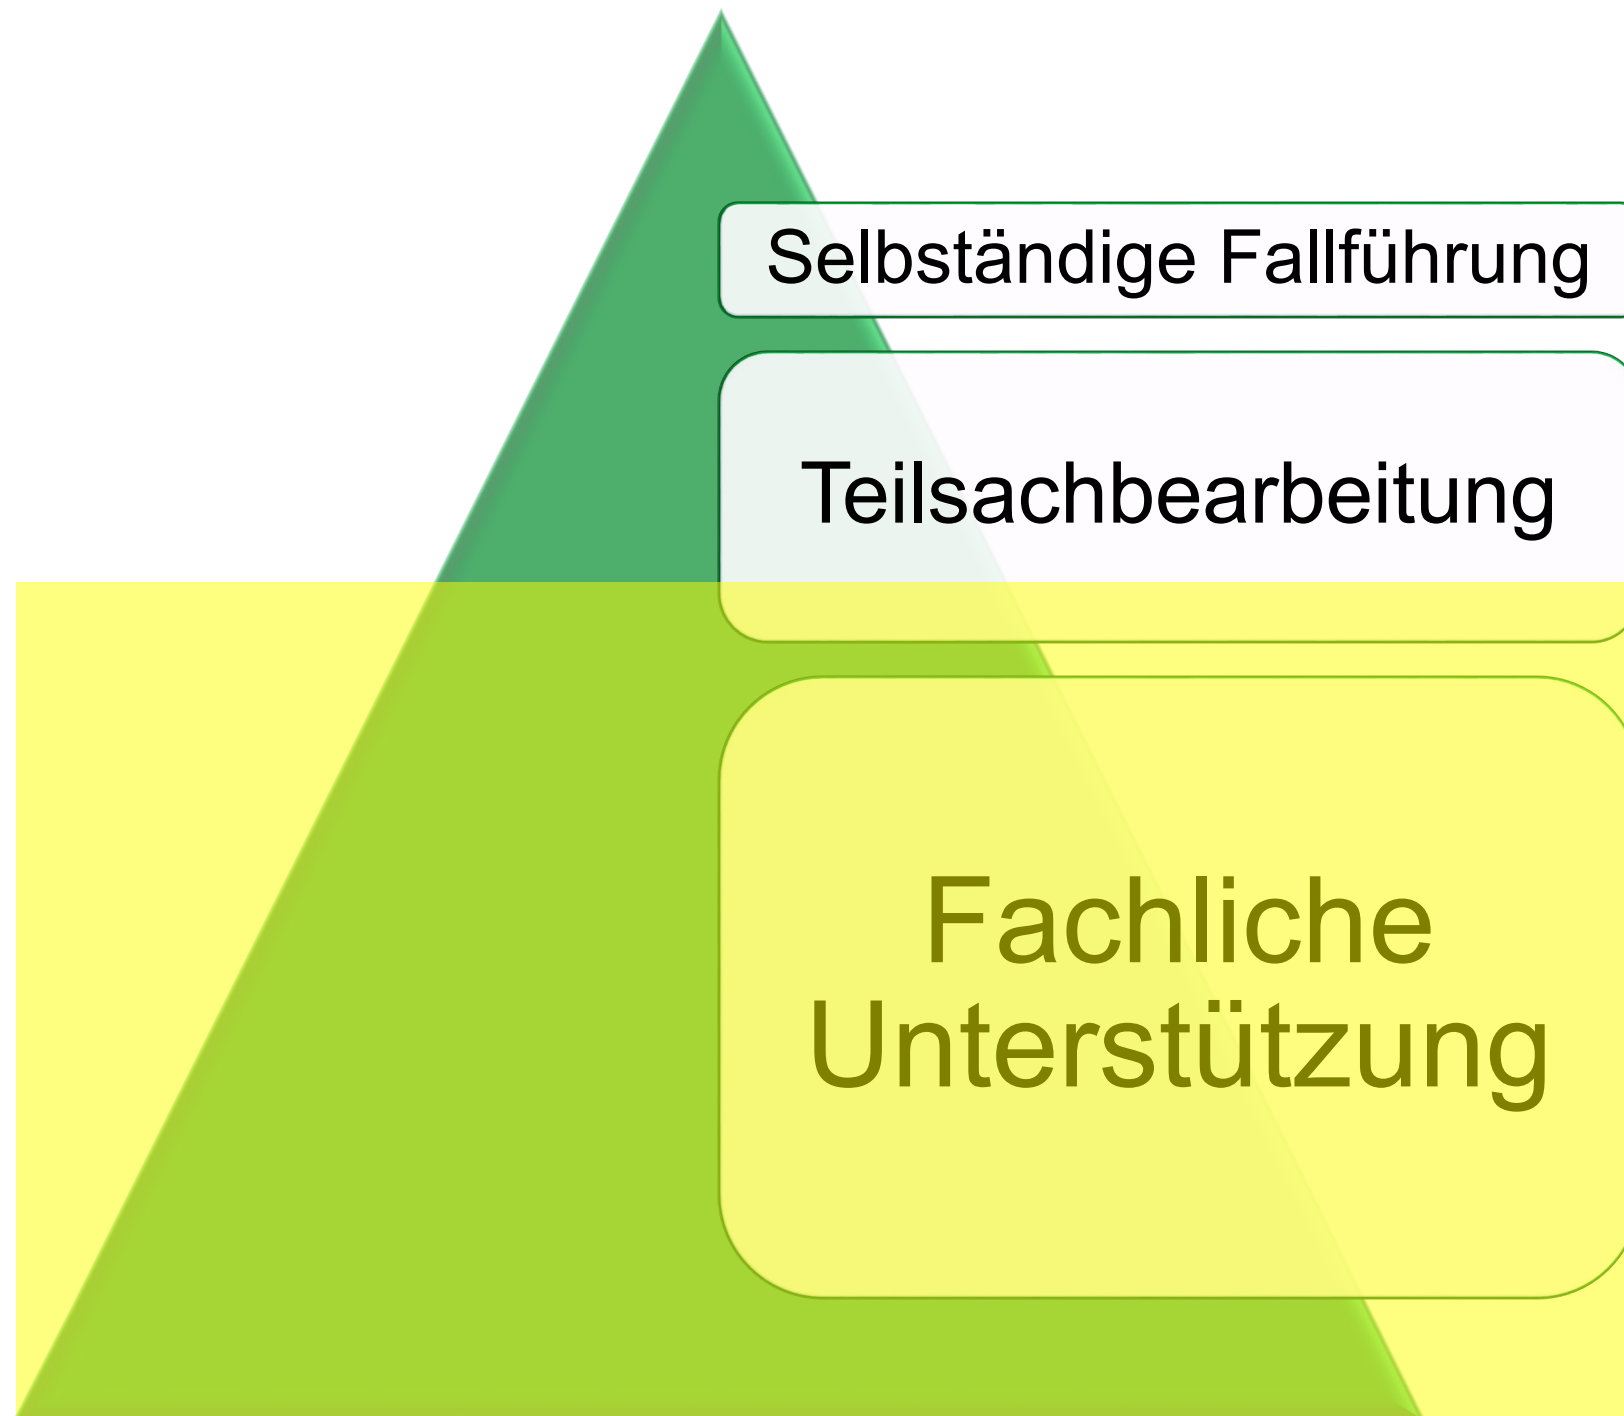 Selbständige Fallführung
Teilsachbearbeitung
Fachliche
Unterstützung